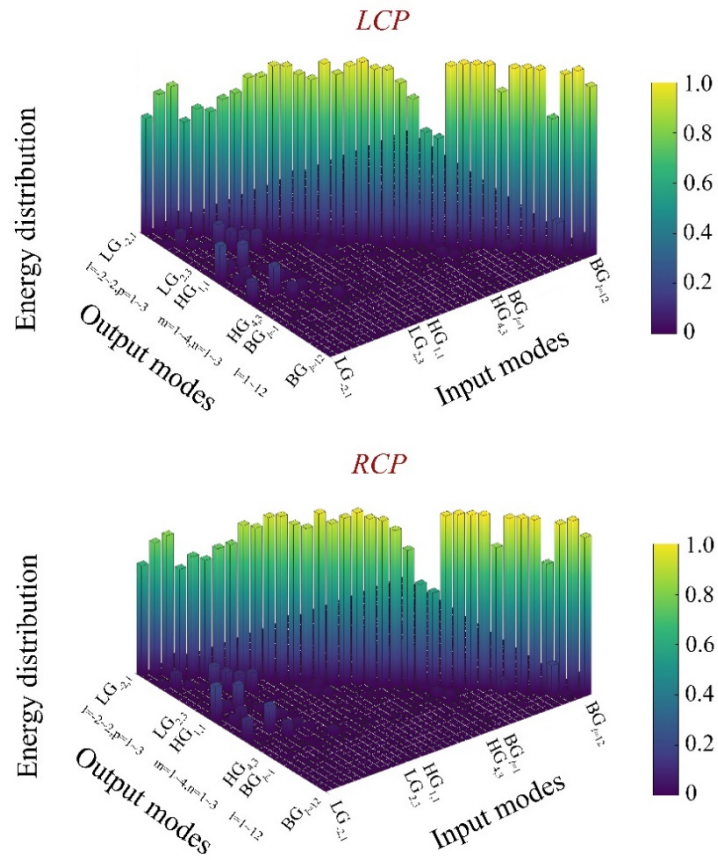 LCP
Energy distribution
1.0
0.8
0.6
0.4
0.2
0
LG-2,1
l=-2~2,p=1~3
LG2,3
HG1,1
m=1~4,n=1~3
HG4,3
BGl=1
l=1~12
BGl=12
Output modes
LG-2,1
LG2,3
HG1,1
HG4,3
BGl=1
BGl=12
Input modes
RCP
Energy distribution
1.0
0.8
0.6
0.4
0.2
0
LG-2,1
l=-2~2,p=1~3
LG2,3
HG1,1
m=1~4,n=1~3
HG4,3
BGl=1
l=1~12
BGl=12
Output modes
LG-2,1
LG2,3
HG1,1
HG4,3
BGl=1
BGl=12
Input modes